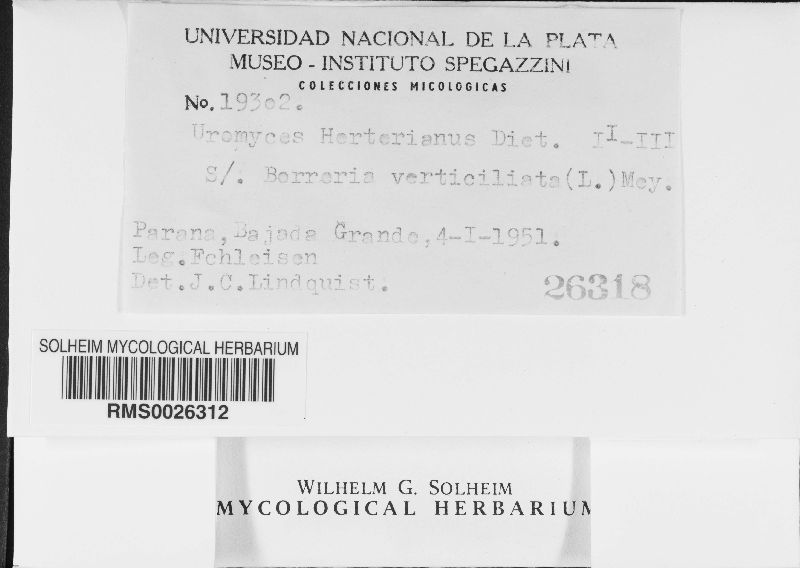 UNIVERSIDAD NACIONAL DE LA PLATA
MUSEO - INSTITUTO SPEGAZZINI
COLECCIONES MICOLOGICAS
No. 19302.
Uromyces Herterianus Diet. II-III
S/. Borreria verticiliata(L.)Mey.
Parana, Bajada Grande, 4-I-1951.
Leg. Fehleisen
Det. J. C. Lindquist.
26318
SOLHEIM MYCOLOGICAL HERBARIUM
RMS0026312
WILHELM G. SOLHEIM
MYCOLOGICAL HERBARIUM